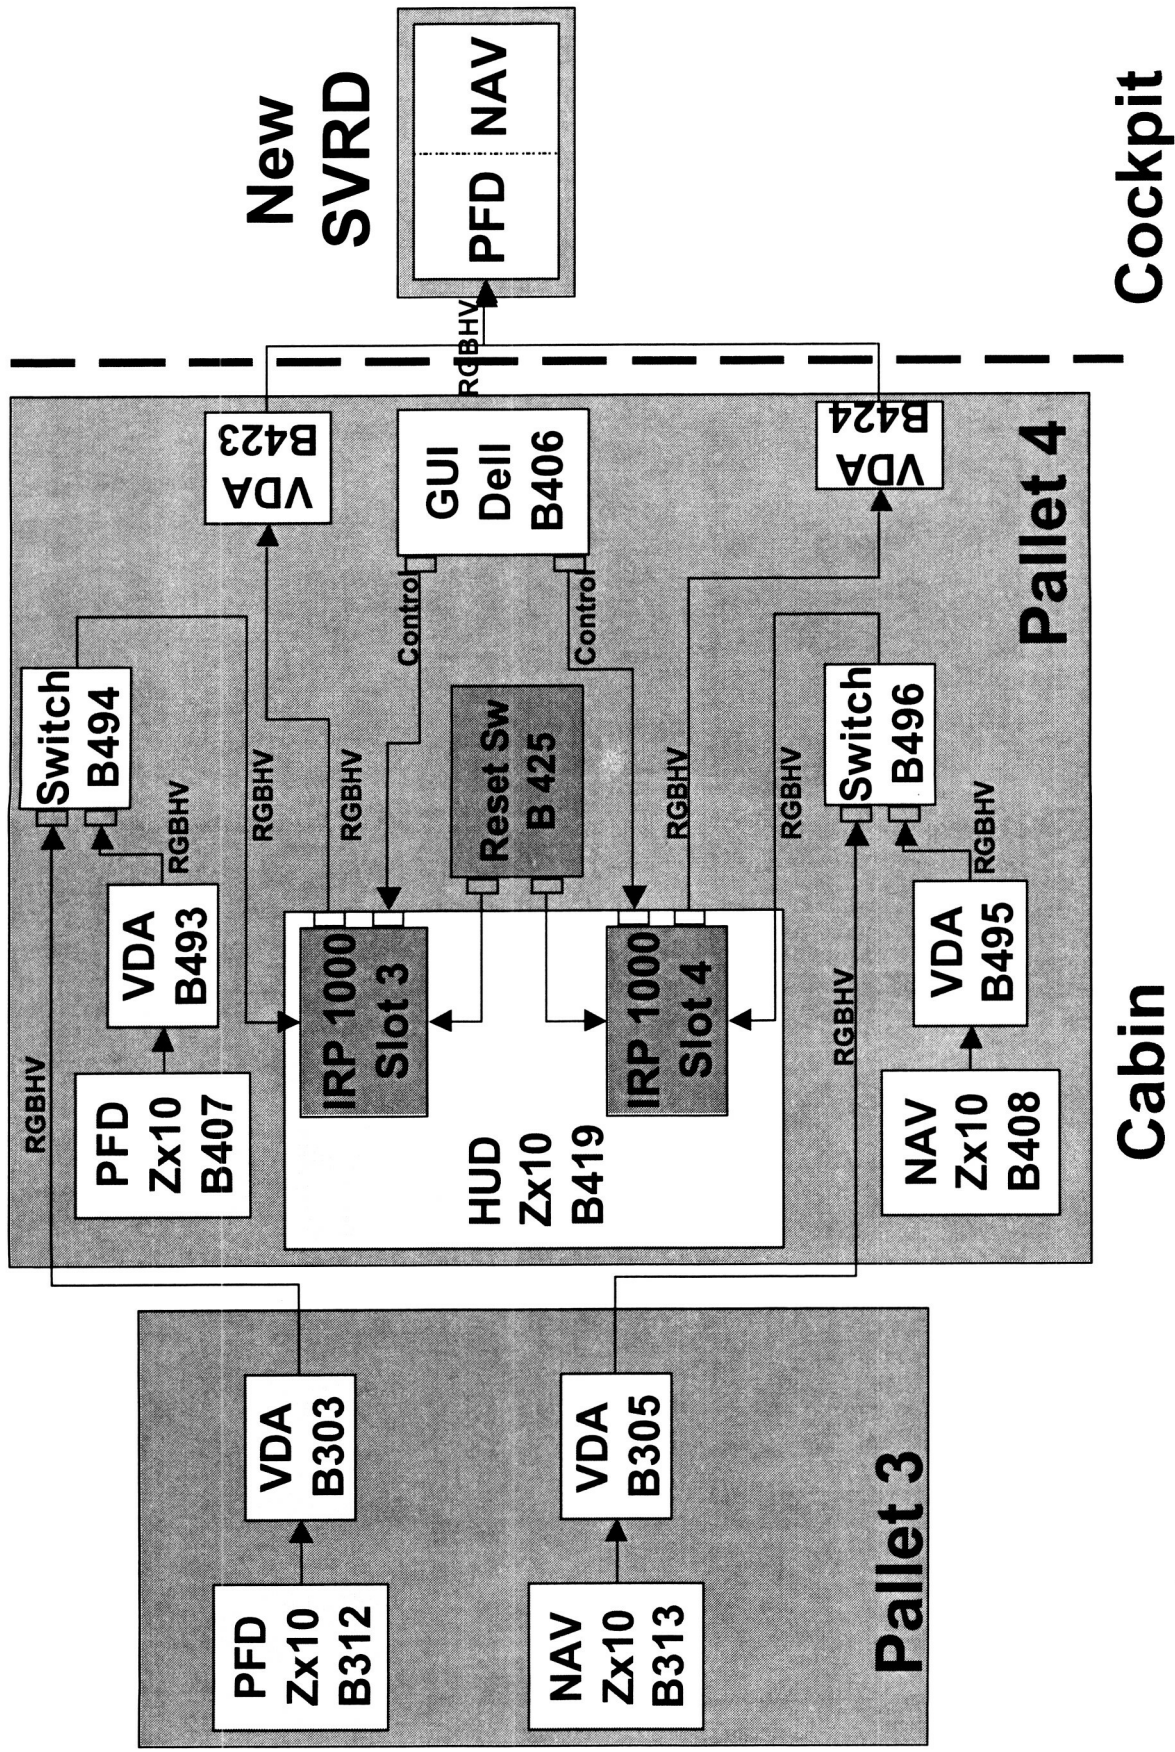 New
SVRD
PFD
NAV
RGBHV
Cockpit
Switch
B494
RGBHV
VDA
B493
PFD
Zx10
B407
RGBHV
VDA
B423
RGBHV
RGBHV
Control
GUI
Dell
B406
Control
Reset Sw
B 425
IRP 1000
Slot 3
IRP 1000
Slot 4
HUD
Zx10
B419
RGBHV
RGBHV
VDA
B424
Switch
B496
RGBHV
RGBHV
VDA
B495
NAV
Zx10
B408
Pallet 4
Cabin
PFD
Zx10
B312
VDA
B303
NAV
Zx10
B313
VDA
B305
Pallet 3